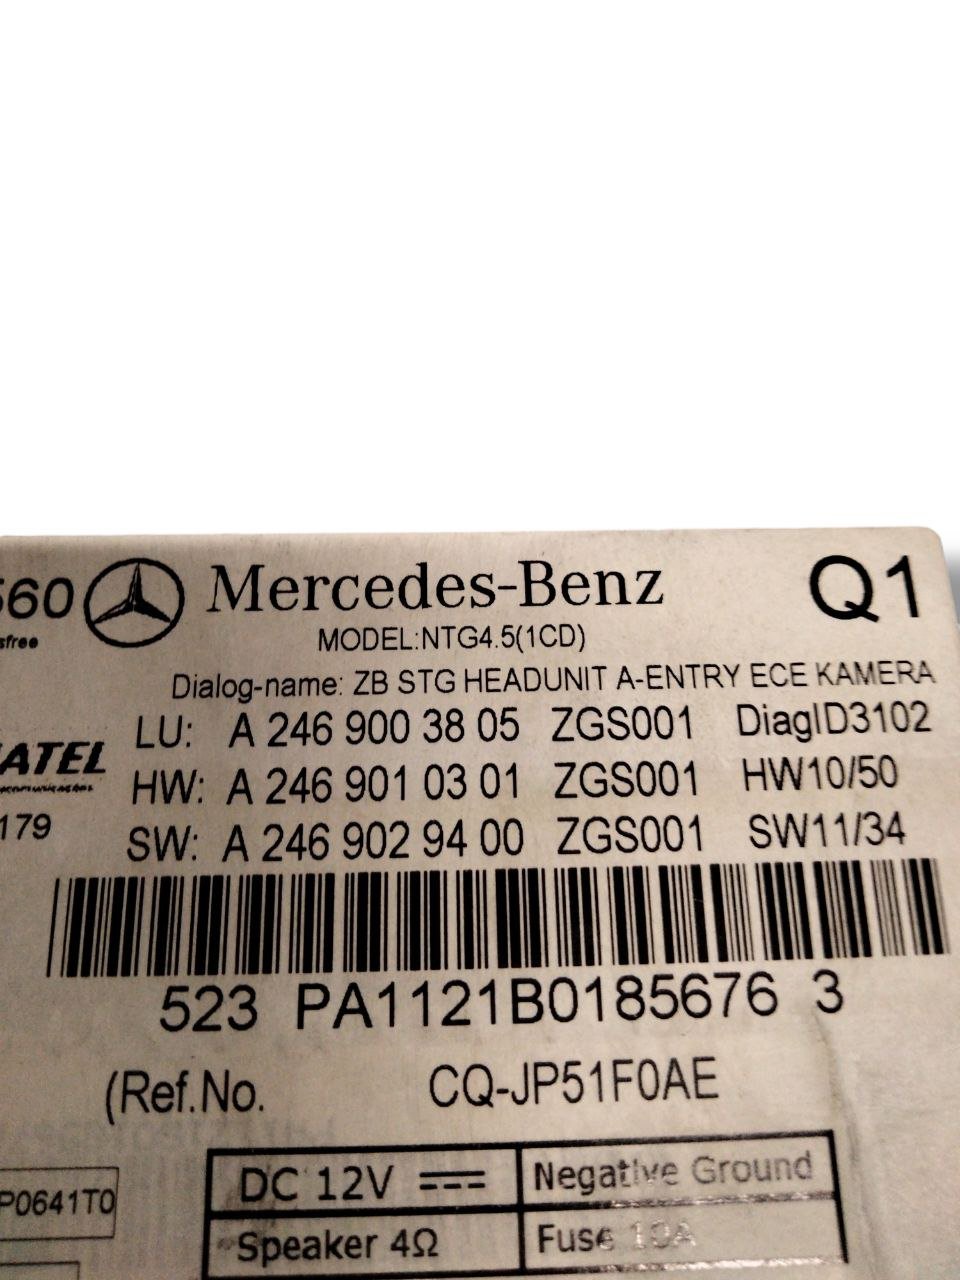 560 Mercedes-Benz Q1
MODEL:NTG4.5(1CD)
Dialog-name: ZB STG HEADUNIT A-ENTRY ECE KAMERA
LU: A 246 900 38 05 ZGS001 DiagID3102
ATEL
HW: A 246 901 03 01 ZGS001 HW10/50
179
SW: A 246 902 94 00 ZGS001 SW11/34
523 PA1121B0185676 3
(Ref.No. CQ-JP51F0AE
DC 12V Negative Ground
P0641T0
Speaker 4Ω Fuse 10A